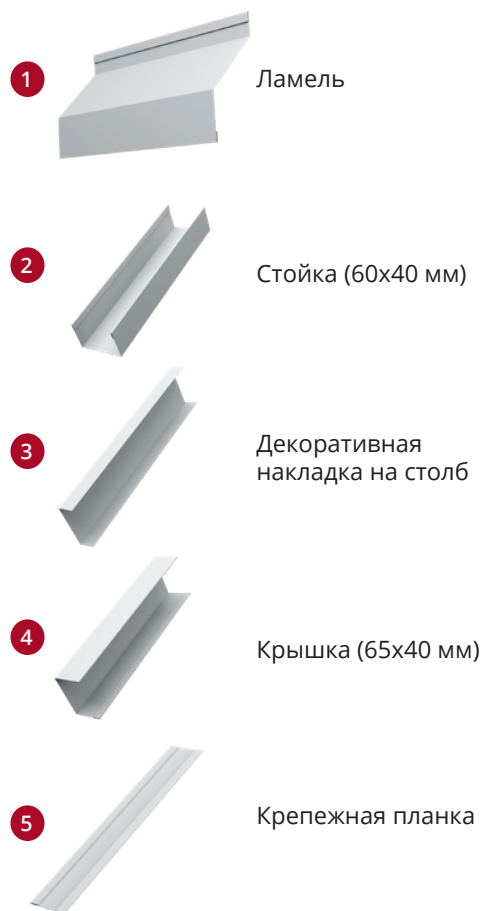 1
Ламель
2
Стойка (60х40 мм)
3
Декоративная
накладка на столб
4
Крышка (65х40 мм)
5
Крепежная планка